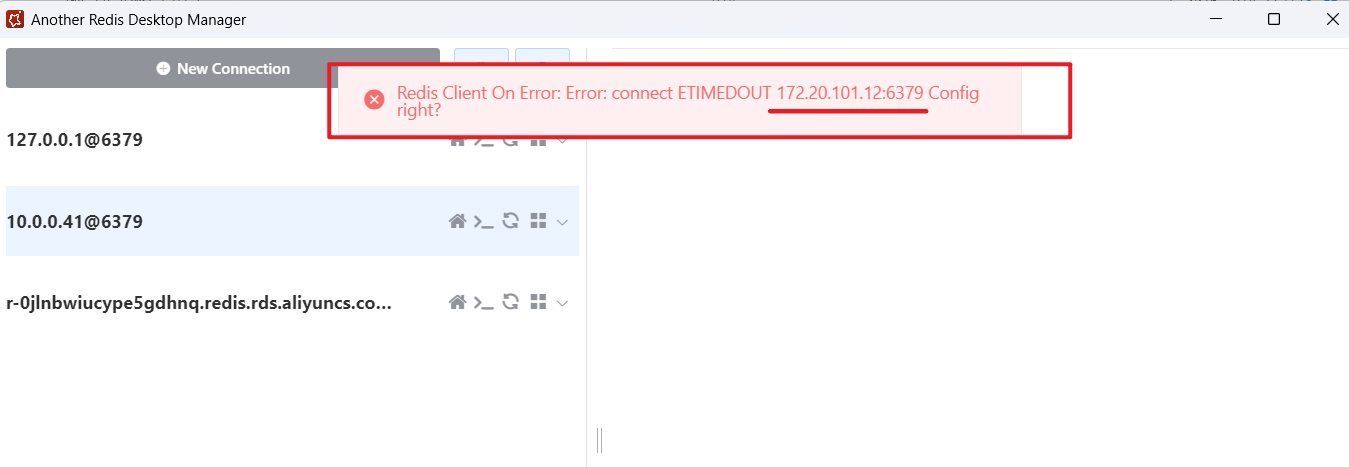 Another Redis Desktop Manager
New Connection
Redis Client On Error: Error: connect ETIMEDOUT 172.20.101.12:6379 Config
right?
127.0.0.1@6379
10.0.0.41@6379
r-0jlnbwiucype5gdhnq.redis.rds.aliyuncs.co...